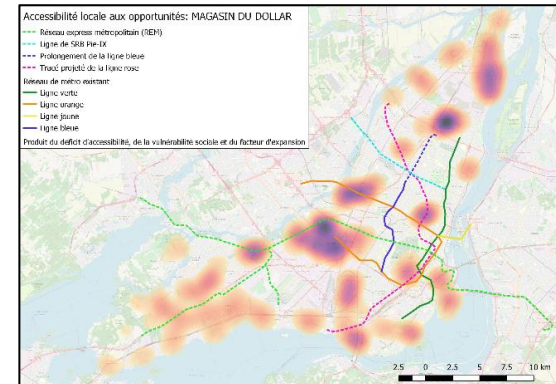 Accessibilité locale aux opportunités: MAGASIN DU DOLLAR
Réseau express métropolitain (REM)
Ligne de SRB Pie-IX
Prolongement de la ligne bleue
Tracé projeté de la ligne rose
Réseau de métro existant
Ligne verte
Ligne orange
Ligne jaune
Ligne bleue
Produit du déficit d'accessibilité, de la vulnérabilité sociale et du facteur d'expansion
2.5 0 2.5 5 7.5 10 km